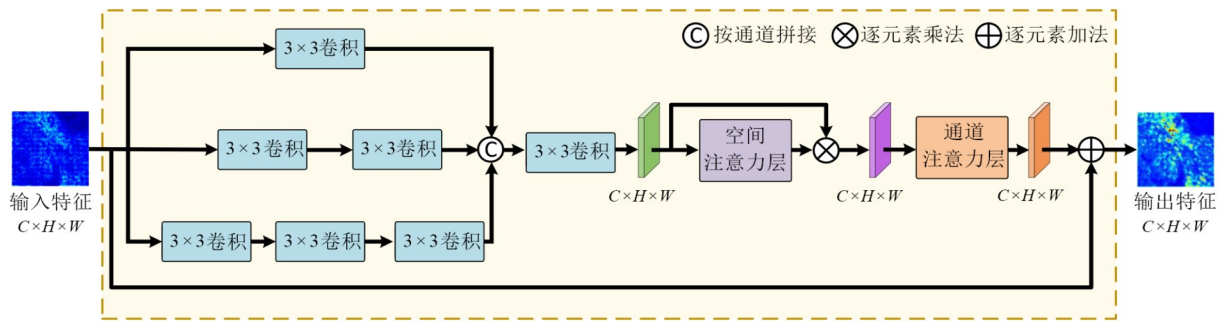 3×3卷积
Ⓒ按通道拼接 ⊗逐元素乘法 ⊕逐元素加法
输入特征
C×H×W
3×3卷积
3×3卷积
C
3×3卷积
C×H×W
空间
注意力层
C×H×W
通道
注意力层
C×H×W
输出特征
C×H×W
3×3卷积
3×3卷积
3×3卷积